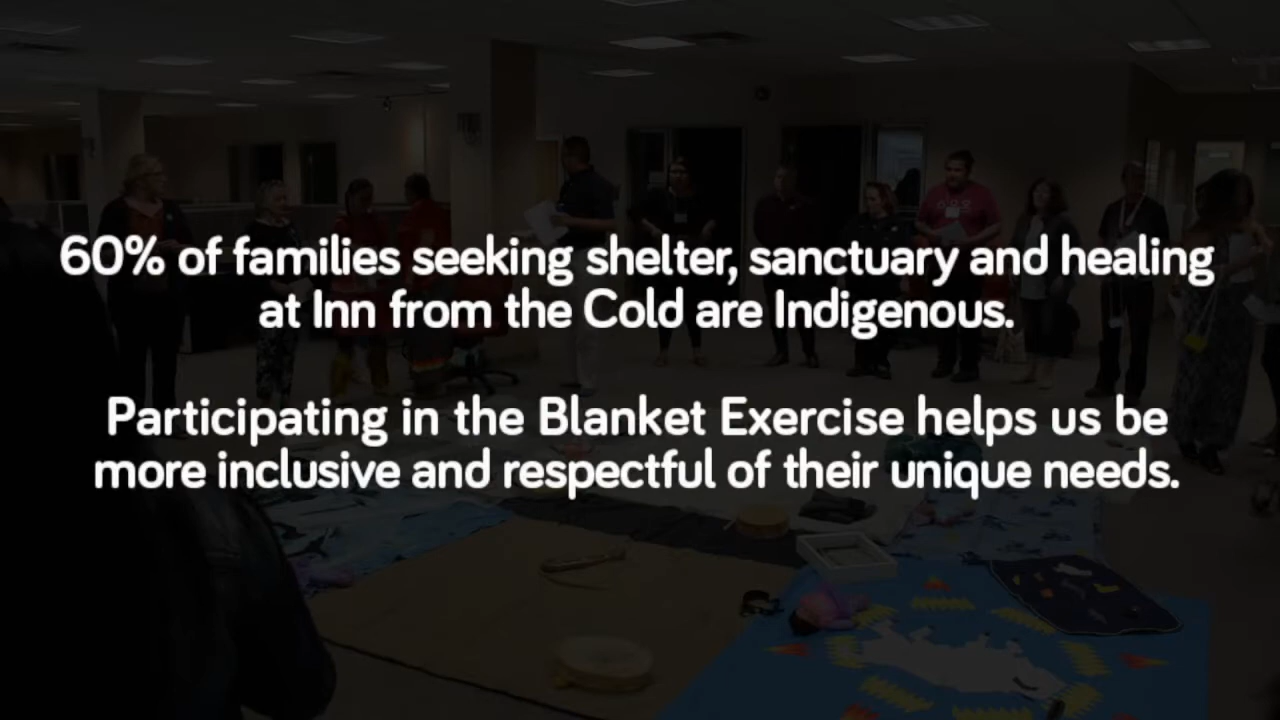 60% of families seeking shelter, sanctuary and healing
at Inn from the Cold are Indigenous.
Participating in the Blanket Exercise helps us be
more inclusive and respectful of their unique needs.